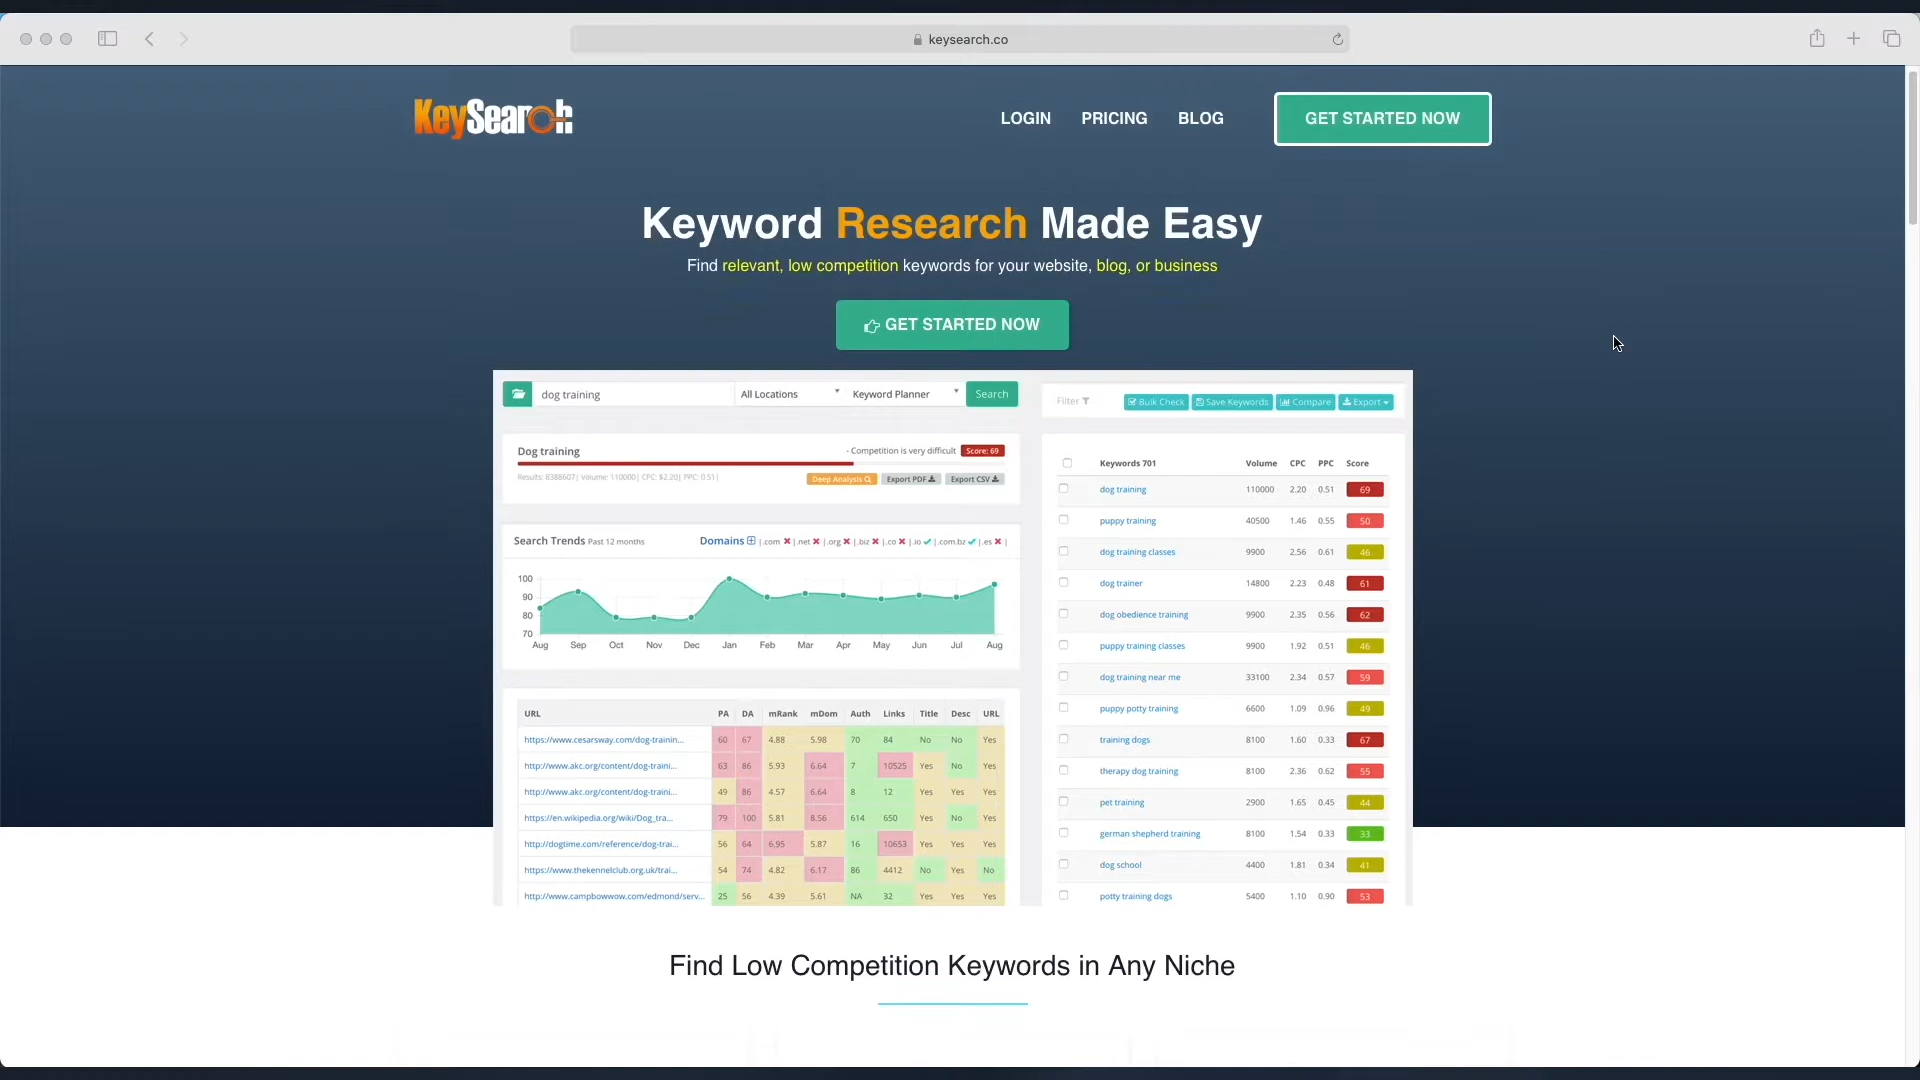 keysearch.co
KeySearch
LOGIN PRICING BLOG GET STARTED NOW
Keyword Research Made Easy
Find relevant, low competition keywords for your website, blog, or business
GET STARTED NOW
dog training All Locations Keyword Planner Search
Dog training - Competition is very difficult Score: 69
Results: 8388607| Volume: 110000| CPC: $2.20| PPC: 0.51|
Deep Analysis Export PDF Export CSV
Search Trends Past 12 months Domains |.com |.net |.org |.biz |.co |.io |.com.bz |.es |
100
90
80
70
Aug Sep Oct Nov Dec Jan Feb Mar Apr May Jun Jul Aug
URL PA DA mRank mDom Auth Links Title Desc URL
https://www.cesarsway.com/dog-trainin... 60 67 4.88 5.98 70 84 No No Yes
http://www.akc.org/content/dog-traini... 63 86 5.93 6.64 7 10525 Yes No Yes
http://www.akc.org/content/dog-traini... 49 86 4.57 6.64 8 12 Yes Yes Yes
https://en.wikipedia.org/wiki/Dog_tra... 79 100 5.81 8.56 614 650 Yes No Yes
http://dogtime.com/reference/dog-trai... 56 64 6.95 5.87 16 10653 Yes Yes Yes
https://www.thekennelclub.org.uk/trai... 54 74 4.82 6.17 86 4412 No Yes No
http://www.campbowwow.com/edmond/serv... 25 56 4.39 5.61 NA 32 Yes Yes Yes
Filter Bulk Check Save Keywords Compare Export
Keywords 701 Volume CPC PPC Score
dog training 110000 2.20 0.51 69
puppy training 40500 1.46 0.55 50
dog training classes 9900 2.56 0.61 46
dog trainer 14800 2.23 0.48 61
dog obedience training 9900 2.35 0.56 62
puppy training classes 9900 1.92 0.51 46
dog training near me 33100 2.34 0.57 59
puppy potty training 6600 1.09 0.96 49
training dogs 8100 1.60 0.33 67
therapy dog training 8100 2.36 0.62 55
pet training 2900 1.65 0.45 44
german shepherd training 8100 1.54 0.33 33
dog school 4400 1.81 0.34 41
potty training dogs 5400 1.10 0.90 53
Find Low Competition Keywords in Any Niche